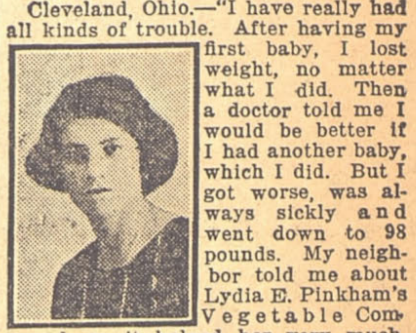 Cleveland, Ohio.—"I have really had
all kinds of trouble. After having my
first baby, I lost
weight, no matter
what I did. Then
a doctor told me I
would be better if
I had another baby,
which I did. But I
got worse, was al-
ways sickly and
went down to 98
pounds. My neigh-
bor told me about
Lydia E. Pinkham's
Vegetable Com-